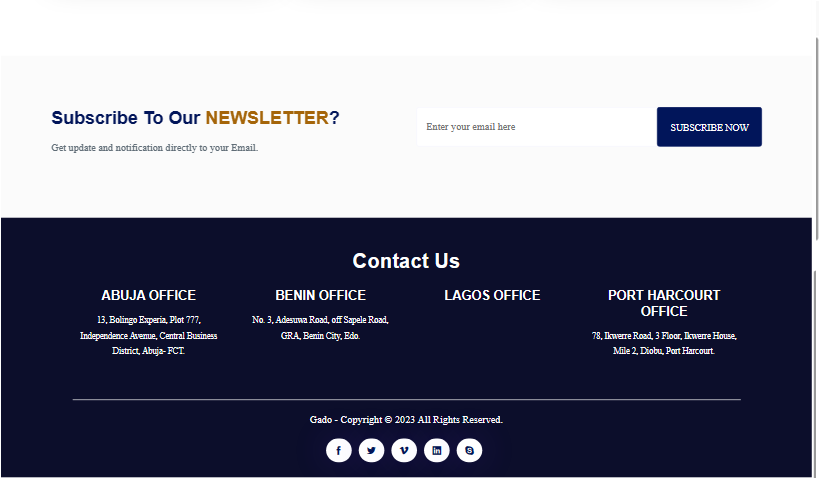 Subscribe To Our NEWSLETTER?
Get update and notification directly to your Email.
Enter your email here
SUBSCRIBE NOW
Contact Us
ABUJA OFFICE
13, Bolingo Experia, Plot 777,
Independence Avenue, Central Business
District, Abuja- FCT.
BENIN OFFICE
No. 3, Adesuwa Road, off Sapele Road,
GRA, Benin City, Edo.
LAGOS OFFICE
PORT HARCOURT
OFFICE
78, Ikwerre Road, 3 Floor, Ikwerre House,
Mile 2, Diobu, Port Harcourt.
Gado - Copyright © 2023 All Rights Reserved.